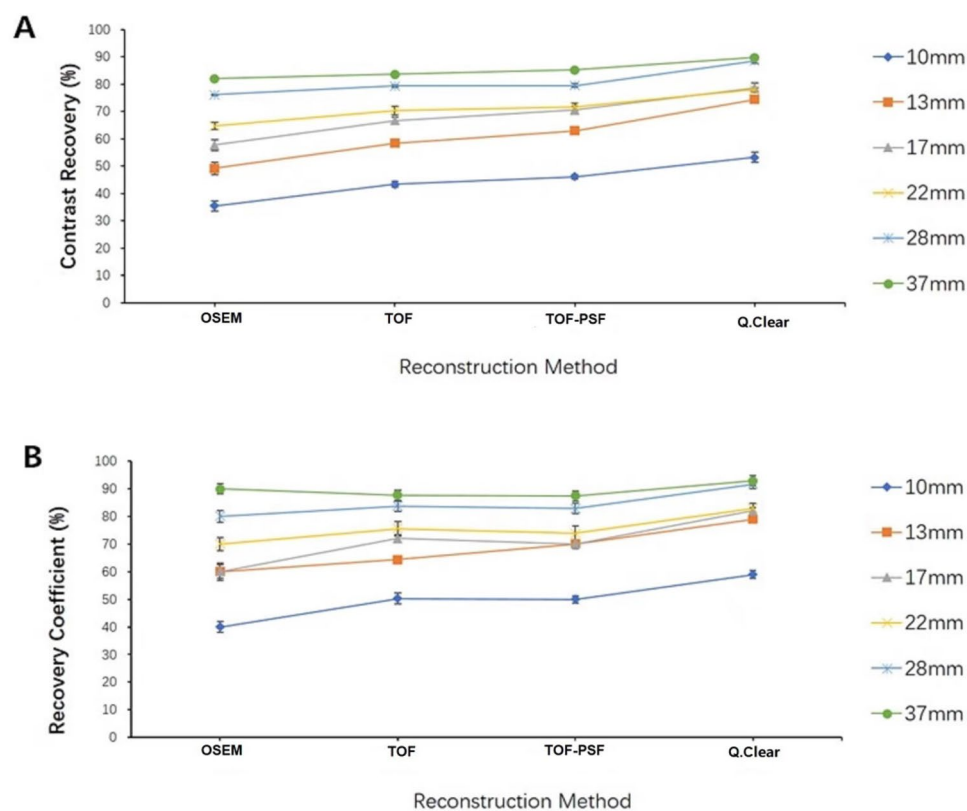 A
Contrast Recovery (%)
100
90
80
70
60
50
40
30
20
10
0
OSEM TOF TOF-PSF Q.Clear
Reconstruction Method
10mm
13mm
17mm
22mm
28mm
37mm
B
Recovery Coefficient (%)
100
90
80
70
60
50
40
30
20
10
0
OSEM TOF TOF-PSF Q.Clear
Reconstruction Method
10mm
13mm
17mm
22mm
28mm
37mm